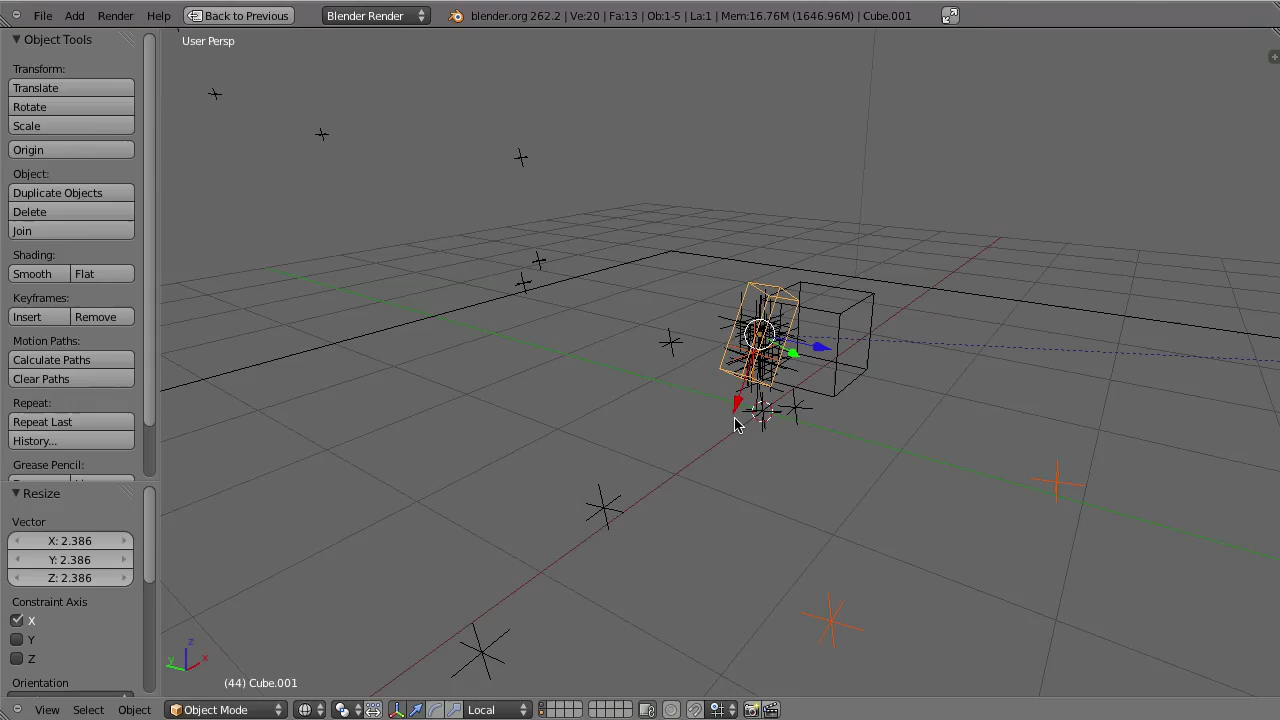 File Add Render Help Back to Previous Blender Render blender.org 262.2 | Ve:20 | Fa:13 | Ob:1-5 | La:1 | Mem:16.76M (1646.96M) | Cube.001
Object Tools
User Persp
Transform:
Translate
Rotate
Scale
Origin
Object:
Duplicate Objects
Delete
Join
Shading:
Smooth Flat
Keyframes:
Insert Remove
Motion Paths:
Calculate Paths
Clear Paths
Repeat:
Repeat Last
History...
Grease Pencil:
Resize
Vector
X: 2.386
Y: 2.386
Z: 2.386
Constraint Axis
X
Y
Z
Orientation
z
y x
(44) Cube.001
View Select Object Object Mode Local